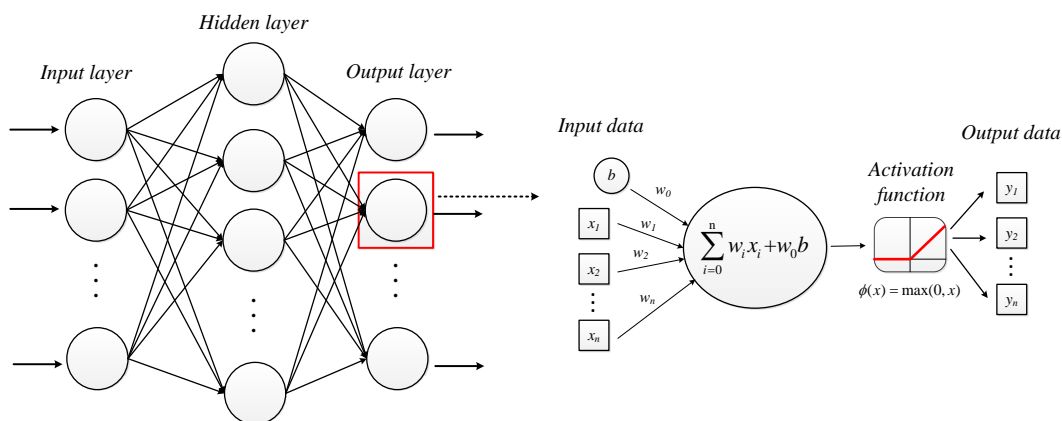 Hidden layer
Input layer
Output layer
Input data
Output data
Activation
function
b
w₀
x₁
w₁
x₂
w₂
xₙ
wₙ
∑ⁿᵢ₌₀ wᵢxᵢ+w₀b
ϕ(x) = max(0, x)
y₁
y₂
yₙ